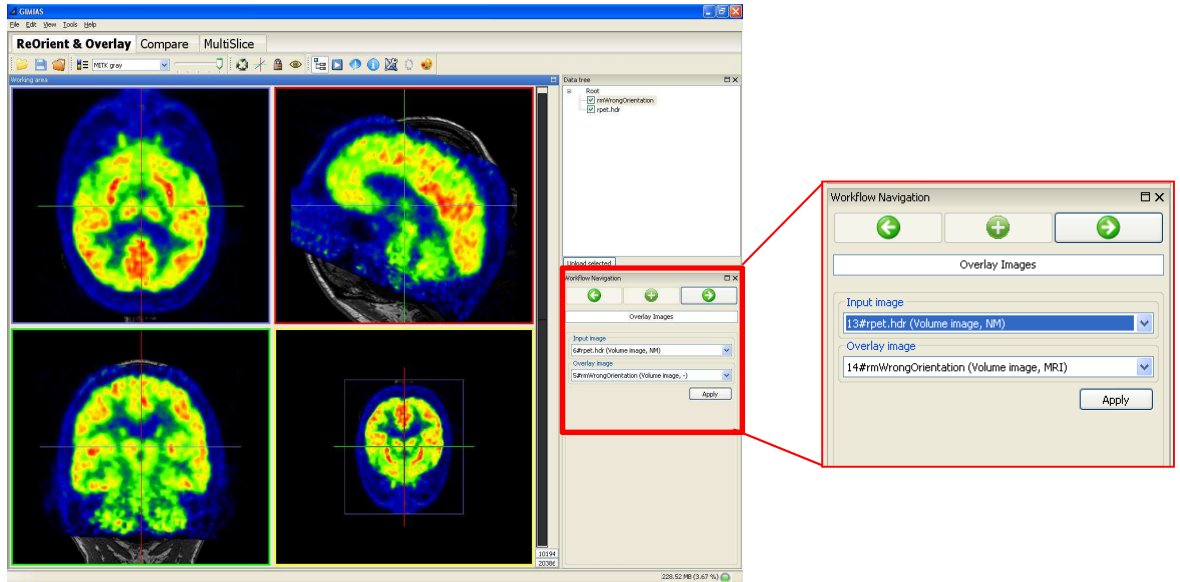 GIMIAS
File Edit View Tools Help
ReOrient & Overlay Compare MultiSlice
MITK gray
Working area
Data tree
Root
rmWrongOrientation
rpet.hdr
Upload selected
Workflow Navigation
Overlay Images
Input image
6#rpet.hdr (Volume image, NM)
Overlay image
5#rmWrongOrientation (Volume image, -)
Apply
10194
20386
228.52 MB (3.67 %)
Workflow Navigation
Overlay Images
Input image
13#rpet.hdr (Volume image, NM)
Overlay image
14#rmWrongOrientation (Volume image, MRI)
Apply